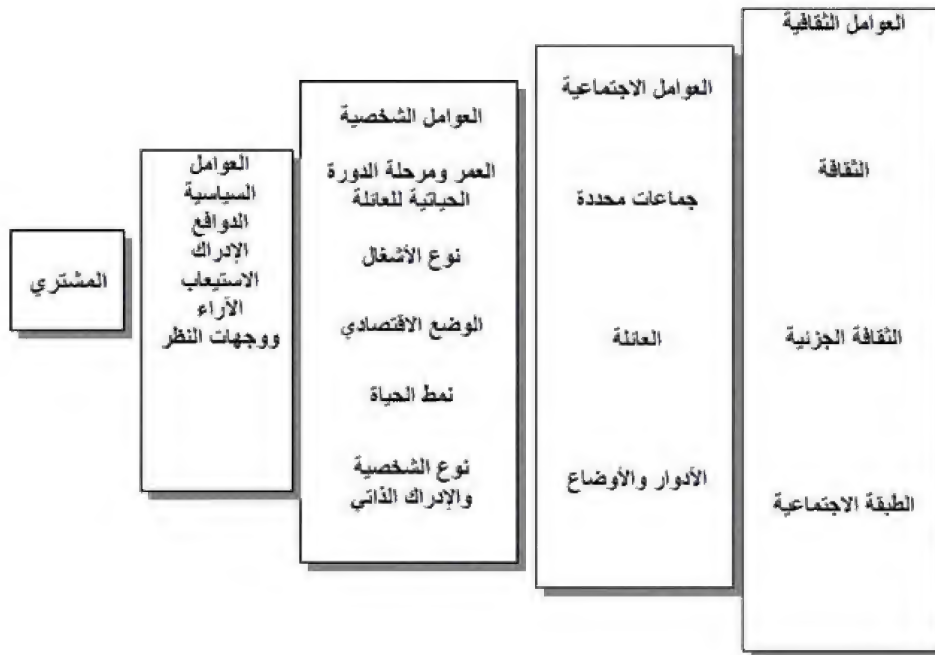 العوامل الثقافية
الثقافة
الثقافة الجزئية
الطبقة الاجتماعية
العوامل الاجتماعية
جماعات محددة
العائلة
الأدوار والأوضاع
العوامل الشخصية
العمر ومرحلة الدورة
الحياتية للعائلة
نوع الأشغال
الوضع الاقتصادي
نمط الحياة
نوع الشخصية
والإدراك الذاتي
العوامل
السياسية
الدوافع
الإدراك
الاستيعاب
الآراء
ووجهات النظر
المشتري